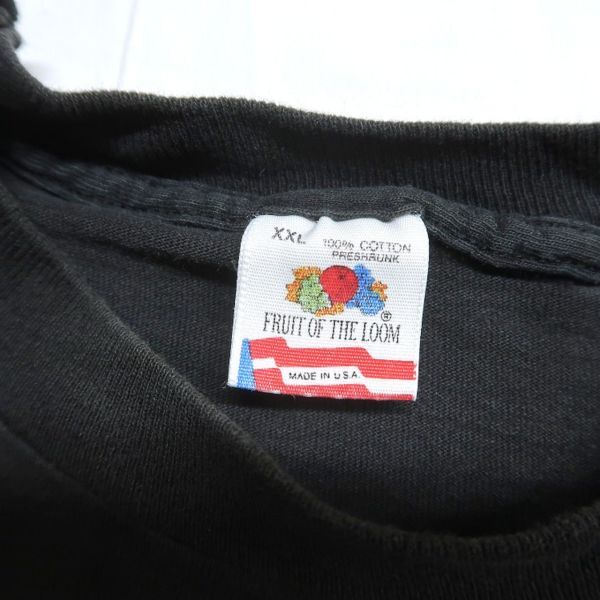 XXL 100% COTTON
PRESHRUNK
FRUIT OF THE LOOM ®
MADE IN U.S.A.